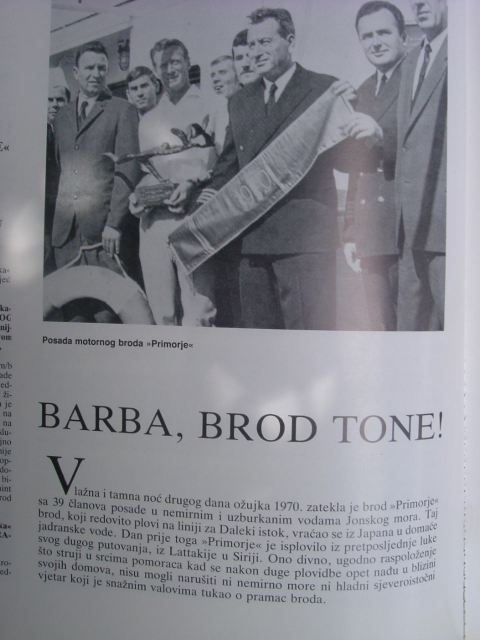 Posada motornog broda »Primorje«
BARBA, BROD TONE!
Vlažna i tamna noć drugog dana ožujka 1970. zatekla je brod »Primorje«
sa 39 članova posade u nemirnim i uzburkanim vodama Jonskog mora. Taj
brod, koji redovito plovi na liniji za Daleki istok, vraćao se iz Japana u domaće
jadranske vode. Dan prije toga »Primorje« je isplovilo iz pretposljednje luke
svog dugog putovanja, iz Lattakije u Siriji. Ono divno, ugodno raspoloženje
što struji u srcima pomoraca kad se nakon duge plovidbe opet nađu u blizini
svojih domova, nisu mogli narušiti ni nemirno more ni hladni sjeveroistočni
vjetar koji je snažnim valovima tukao o pramac broda.